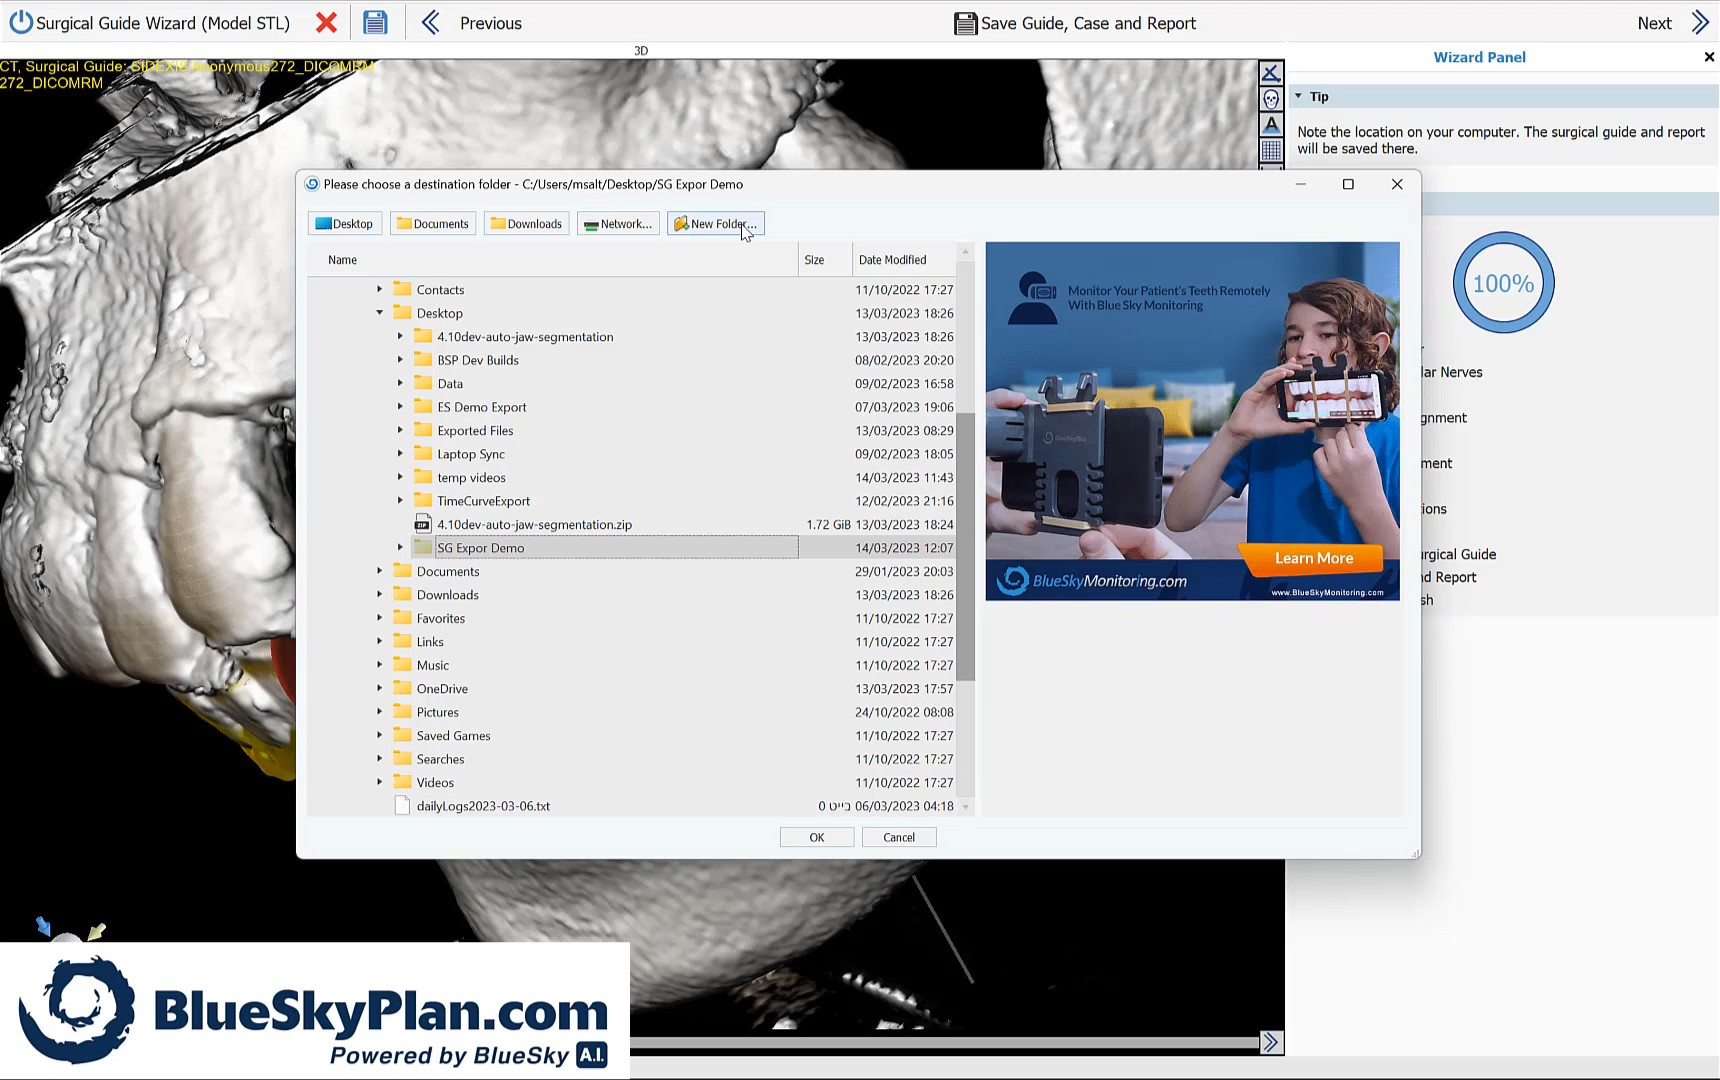 Surgical Guide Wizard (Model STL)
Previous
Save Guide, Case and Report
Next
3D
CT, Surgical Guide: SIDEXIS Anonymous272_DICOMRM
272_DICOMRM
Wizard Panel
Tip
Note the location on your computer. The surgical guide and report
will be saved there.
Please choose a destination folder - C:/Users/msalt/Desktop/SG Expor Demo
Desktop
Documents
Downloads
Network...
New Folder...
Name
Size
Date Modified
Contacts 11/10/2022 17:27
Desktop 13/03/2023 18:26
4.10dev-auto-jaw-segmentation 13/03/2023 18:26
BSP Dev Builds 08/02/2023 20:20
Data 09/02/2023 16:58
ES Demo Export 07/03/2023 19:06
Exported Files 13/03/2023 08:29
Laptop Sync 09/02/2023 18:05
temp videos 14/03/2023 11:43
TimeCurveExport 12/02/2023 21:16
ZIP 4.10dev-auto-jaw-segmentation.zip 1.72 GiB 13/03/2023 18:24
SG Expor Demo 14/03/2023 12:07
Documents 29/01/2023 20:03
Downloads 13/03/2023 18:26
Favorites 11/10/2022 17:27
Links 11/10/2022 17:27
Music 11/10/2022 17:27
OneDrive 13/03/2023 17:57
Pictures 24/10/2022 08:08
Saved Games 11/10/2022 17:27
Searches 11/10/2022 17:27
Videos 11/10/2022 17:27
dailyLogs2023-03-06.txt 0 בייט 06/03/2023 04:18
OK
Cancel
Monitor Your Patient's Teeth Remotely
With Blue Sky Monitoring
BlueSkyBio
Learn More
BlueSkyMonitoring.com
www.BlueSkyMonitoring.com
100%
lar Nerves
gnment
ment
ions
urgical Guide
nd Report
sh
BlueSkyPlan.com
Powered by BlueSky A.I.